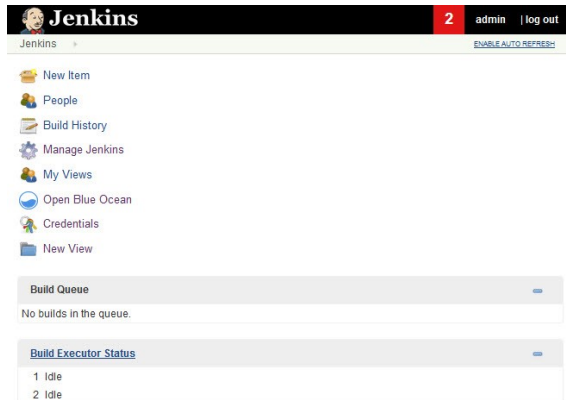 Jenkins 2 admin | log out
Jenkins ENABLE AUTO REFRESH
New Item
People
Build History
Manage Jenkins
My Views
Open Blue Ocean
Credentials
New View
Build Queue
No builds in the queue.
Build Executor Status
1 Idle
2 Idle